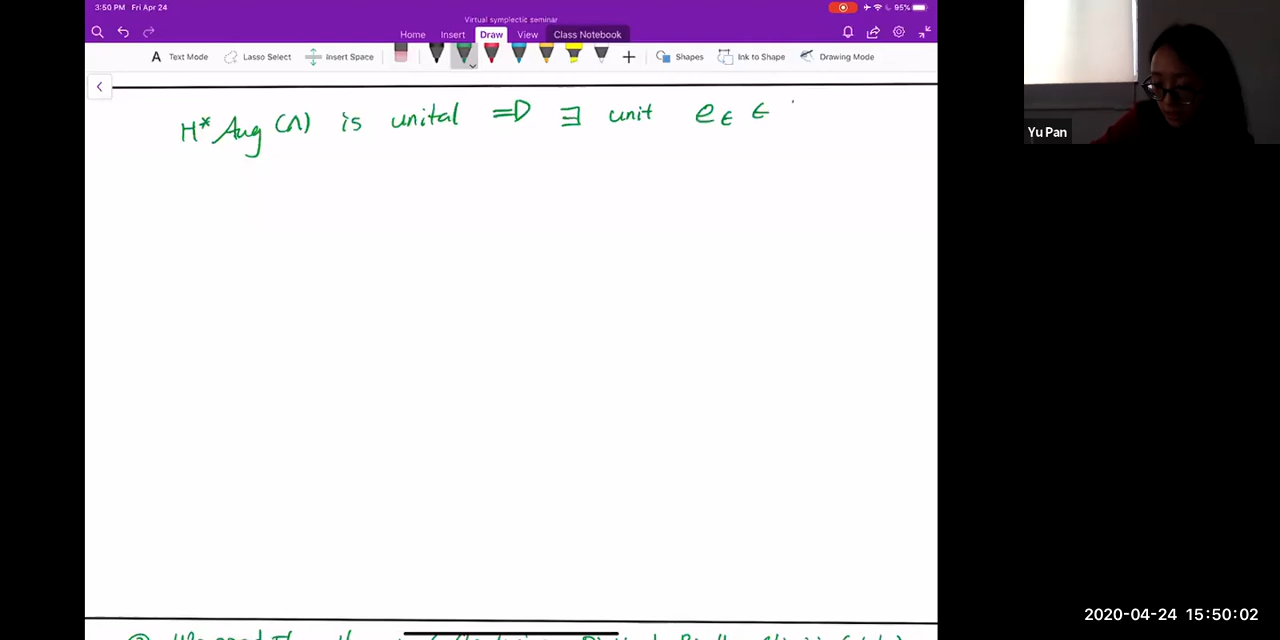 3:50 PM Fri Apr 24
95%
Virtual symplectic seminar
Home Insert Draw View Class Notebook
A Text Mode Lasso Select Insert Space Shapes Ink to Shape Drawing Mode
H* Aug (Λ) is unital ⇒ ∃ unit e_ϵ ∈
Yu Pan
2020-04-24 15:50:02